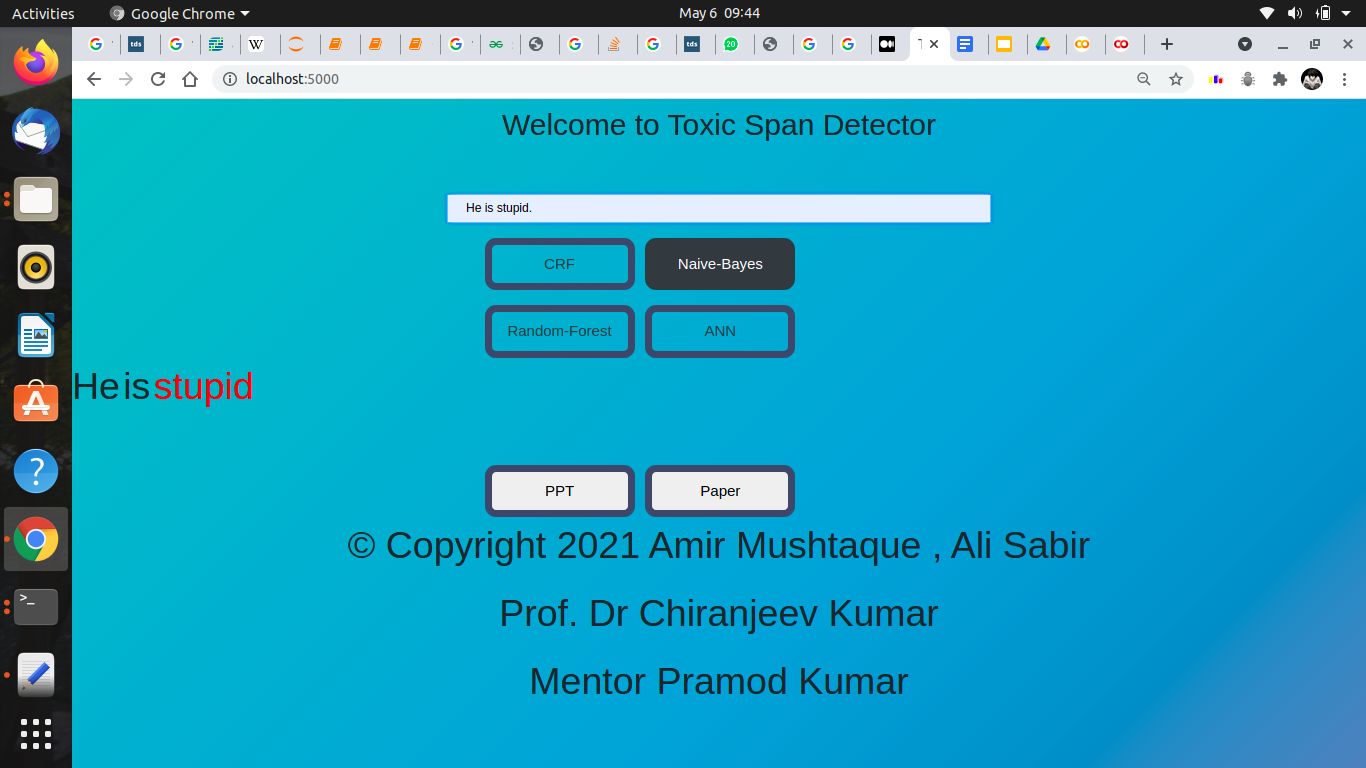 Activities Google Chrome May 6 09:44
tds W tds 20
localhost:5000
Welcome to Toxic Span Detector
He is stupid.
CRF Naive-Bayes
Random-Forest ANN
He is stupid
PPT Paper
© Copyright 2021 Amir Mushtaque , Ali Sabir
Prof. Dr Chiranjeev Kumar
Mentor Pramod Kumar